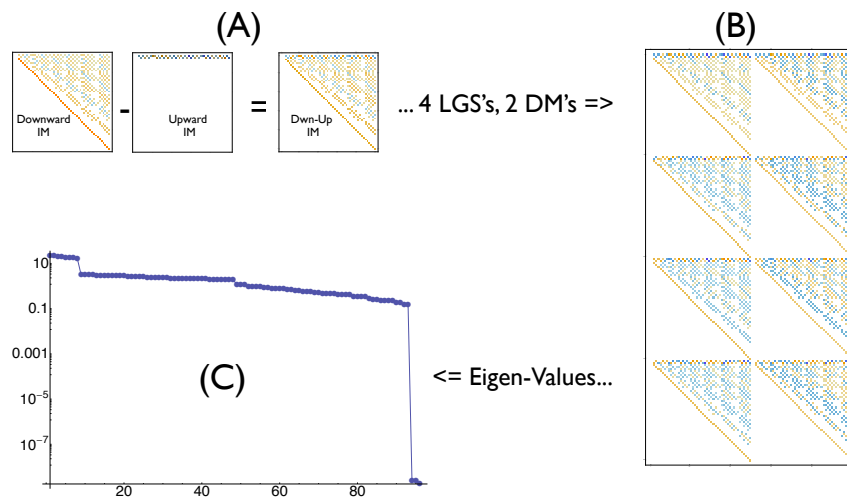 (A)
(B)
Downward
IM
-
Upward
IM
=
Dwn-Up
IM
... 4 LGS's, 2 DM's =>
10
0.1
0.001
10⁻⁵
10⁻⁷
(C)
<= Eigen-Values...
20
40
60
80